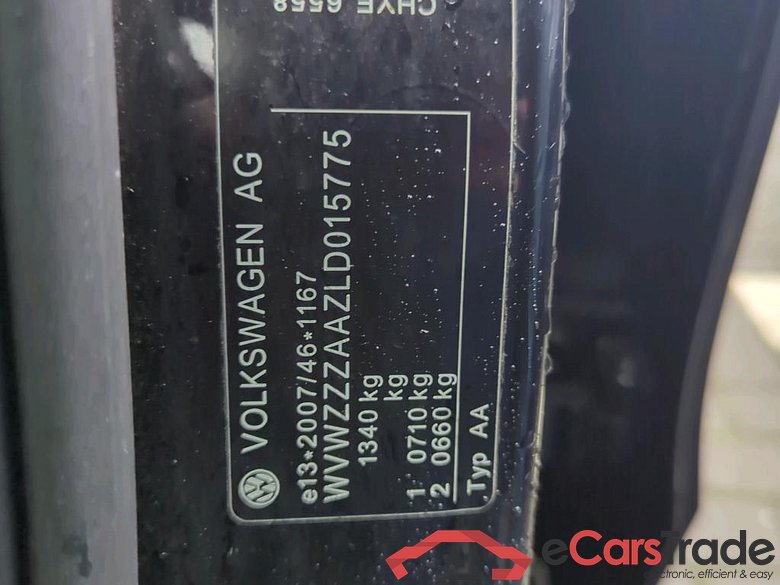 VOLKSWAGEN AG
e13*2007/46*1167
WVWZZZAAZLD015775
1340 kg
kg
1 0710 kg
2 0660 kg
Typ AA
CHYE 6558
eCarsTrade
electronic, efficient & easy